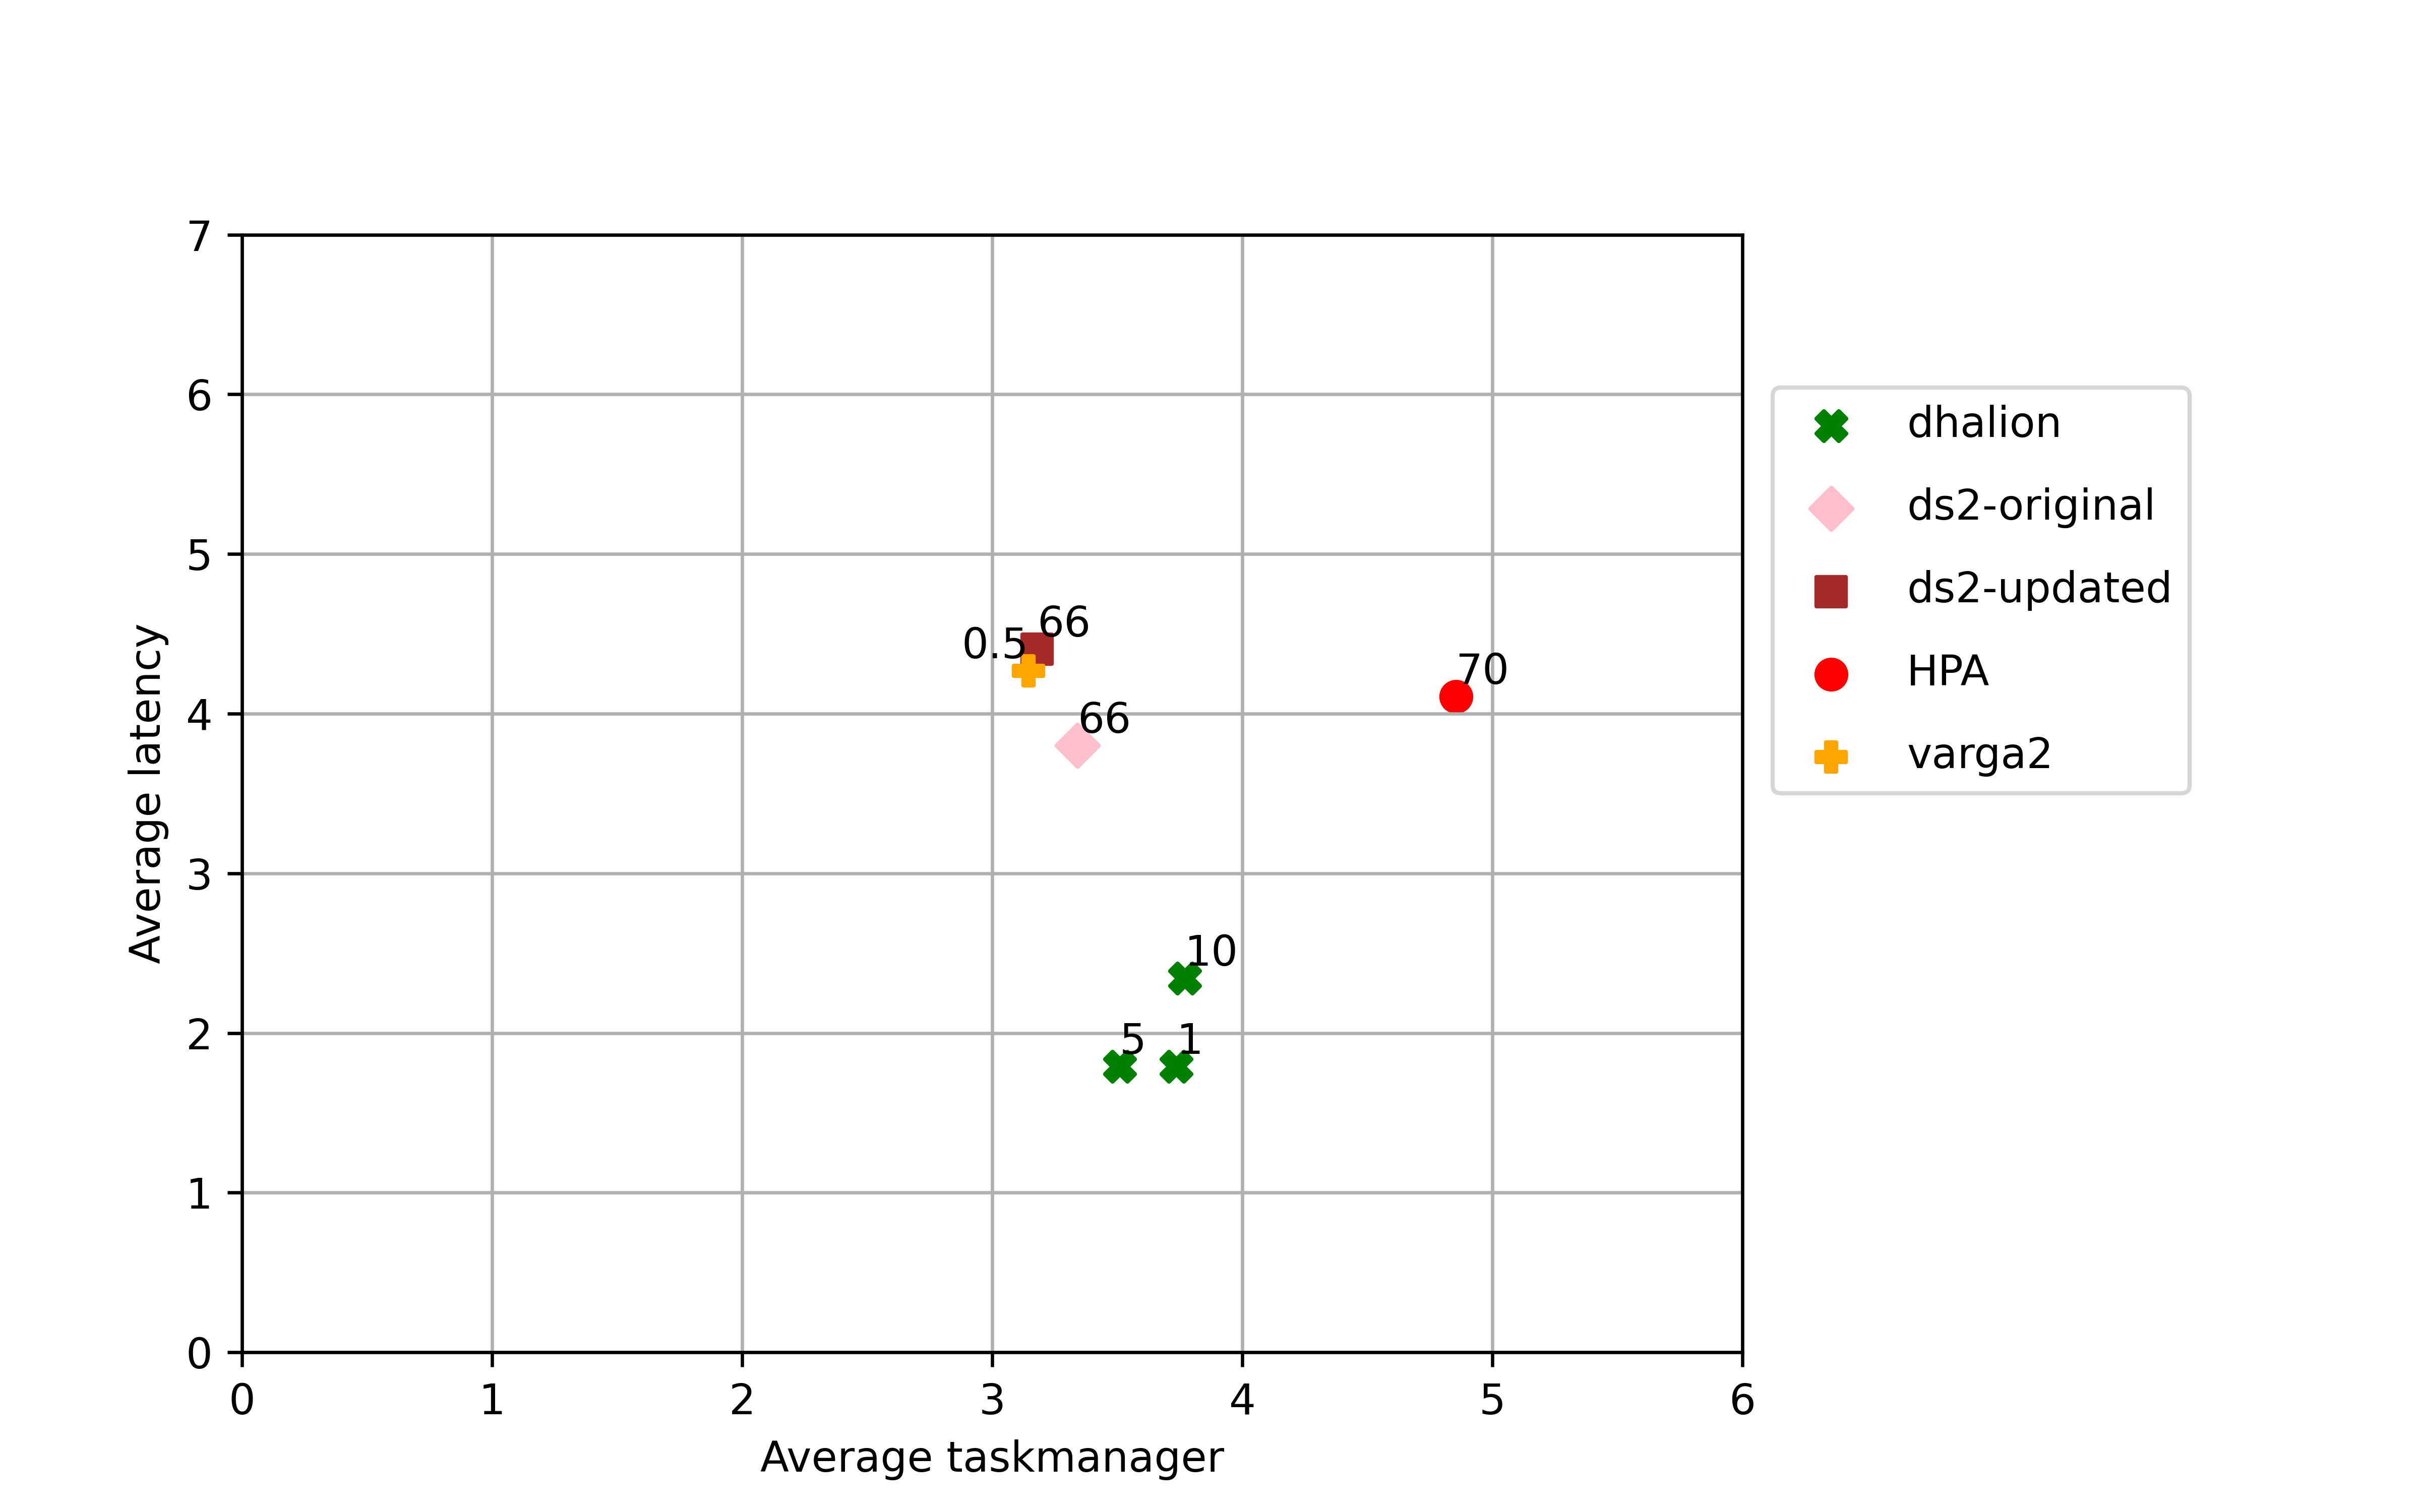 7
6
5
4
3
2
1
0
0 1 2 3 4 5 6
Average latency
Average taskmanager
0.5
66
66
70
10
5
1
dhalion
ds2-original
ds2-updated
HPA
varga2